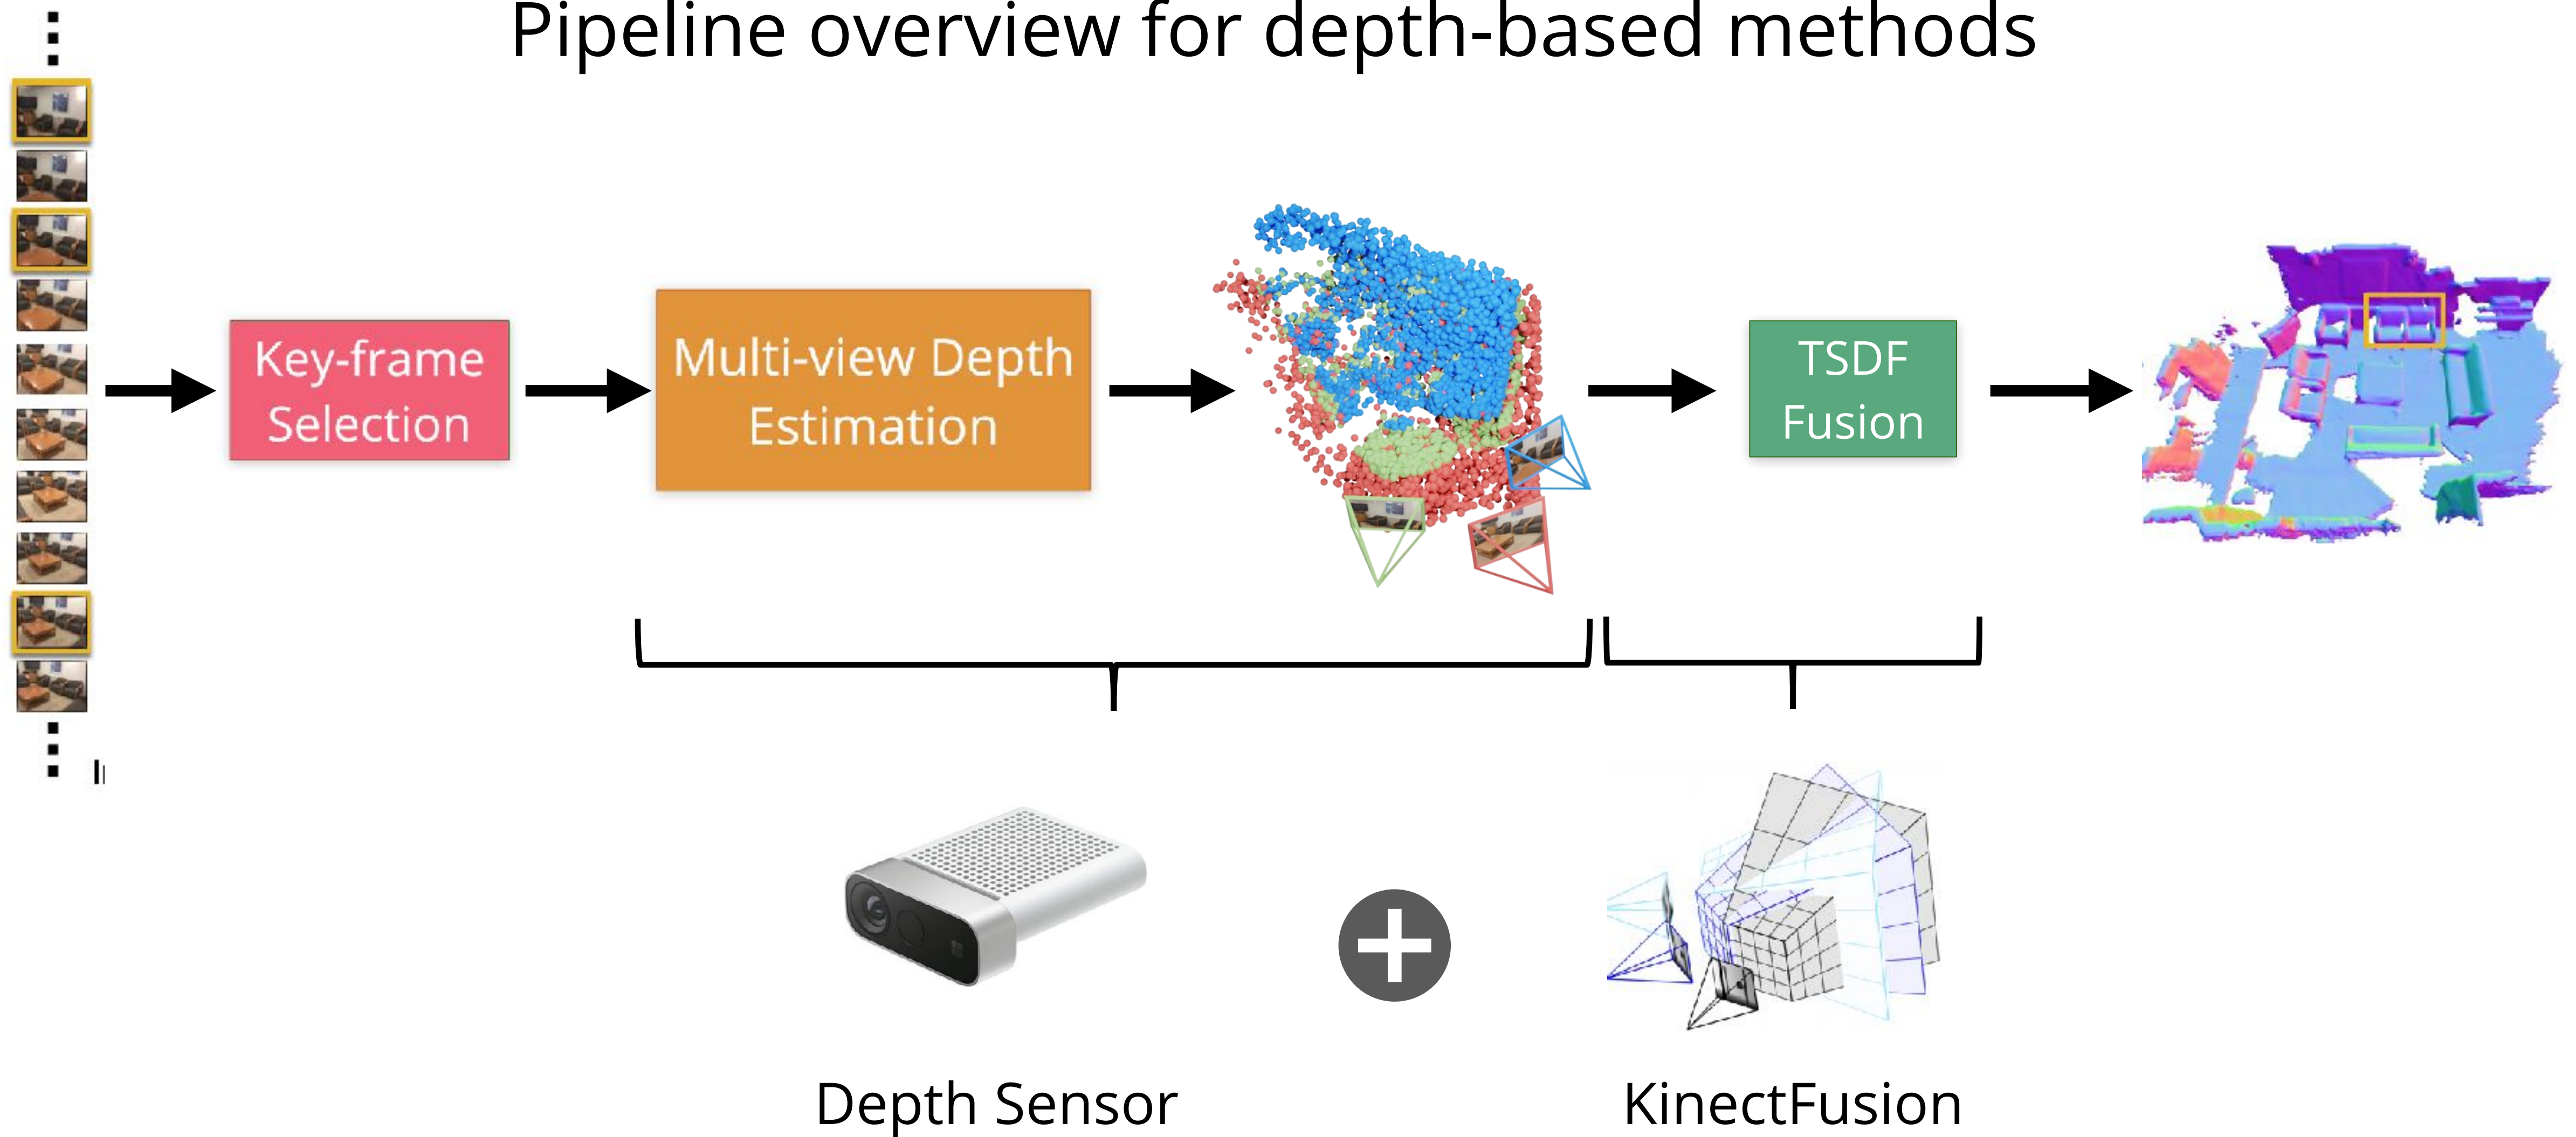 Pipeline overview for depth-based methods
Key-frame
Selection
Multi-view Depth
Estimation
TSDF
Fusion
Depth Sensor
KinectFusion